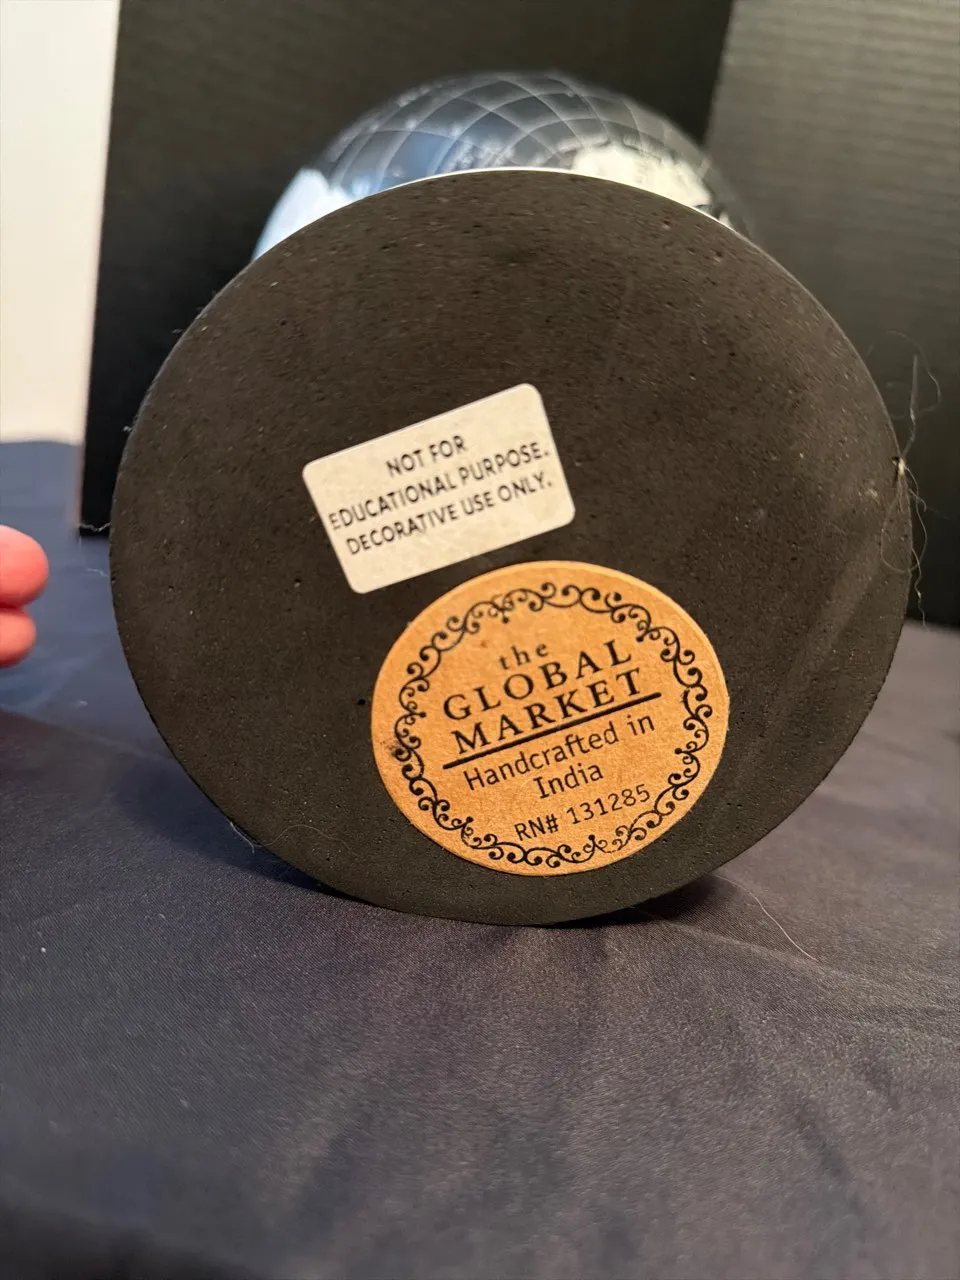 NOT FOR
EDUCATIONAL PURPOSE.
DECORATIVE USE ONLY.
the
GLOBAL
MARKET
Handcrafted in
India
RN# 131285